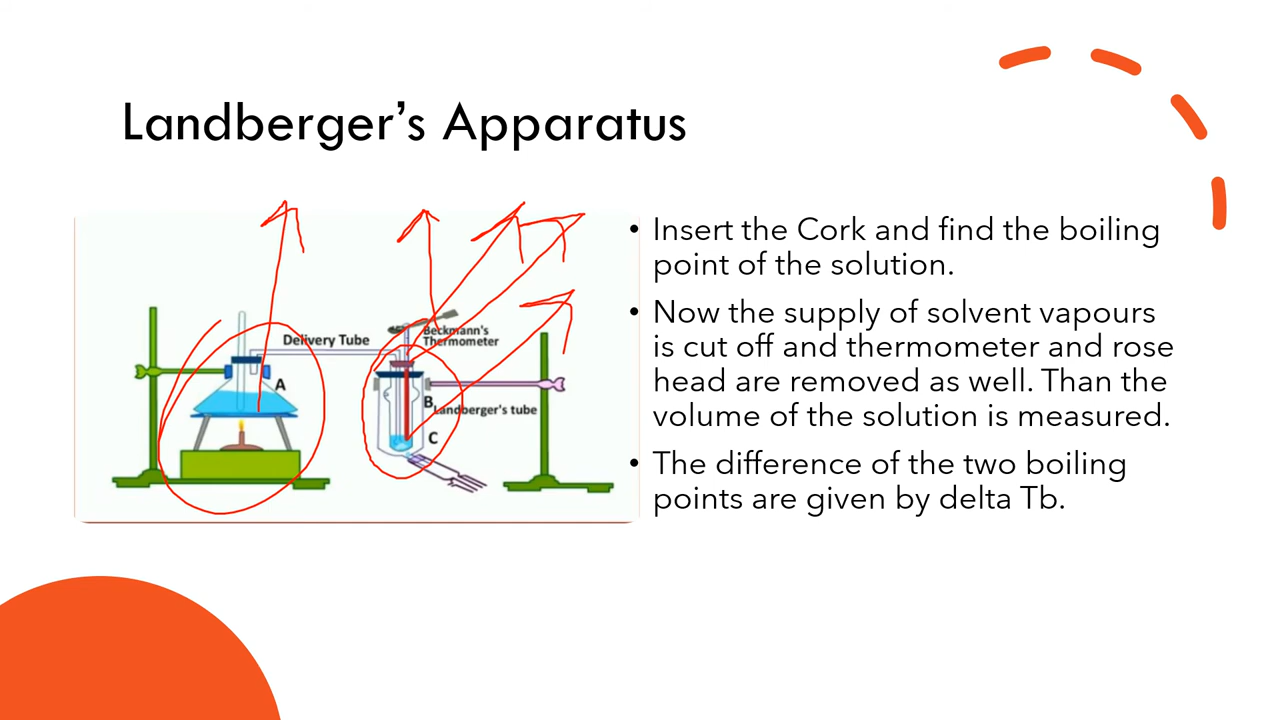 Landberger’s Apparatus
Delivery Tube
Beckmann's
Thermometer
A
B
Landberger's tube
C
• Insert the Cork and find the boiling
point of the solution.
• Now the supply of solvent vapours
is cut off and thermometer and rose
head are removed as well. Than the
volume of the solution is measured.
• The difference of the two boiling
points are given by delta Tb.